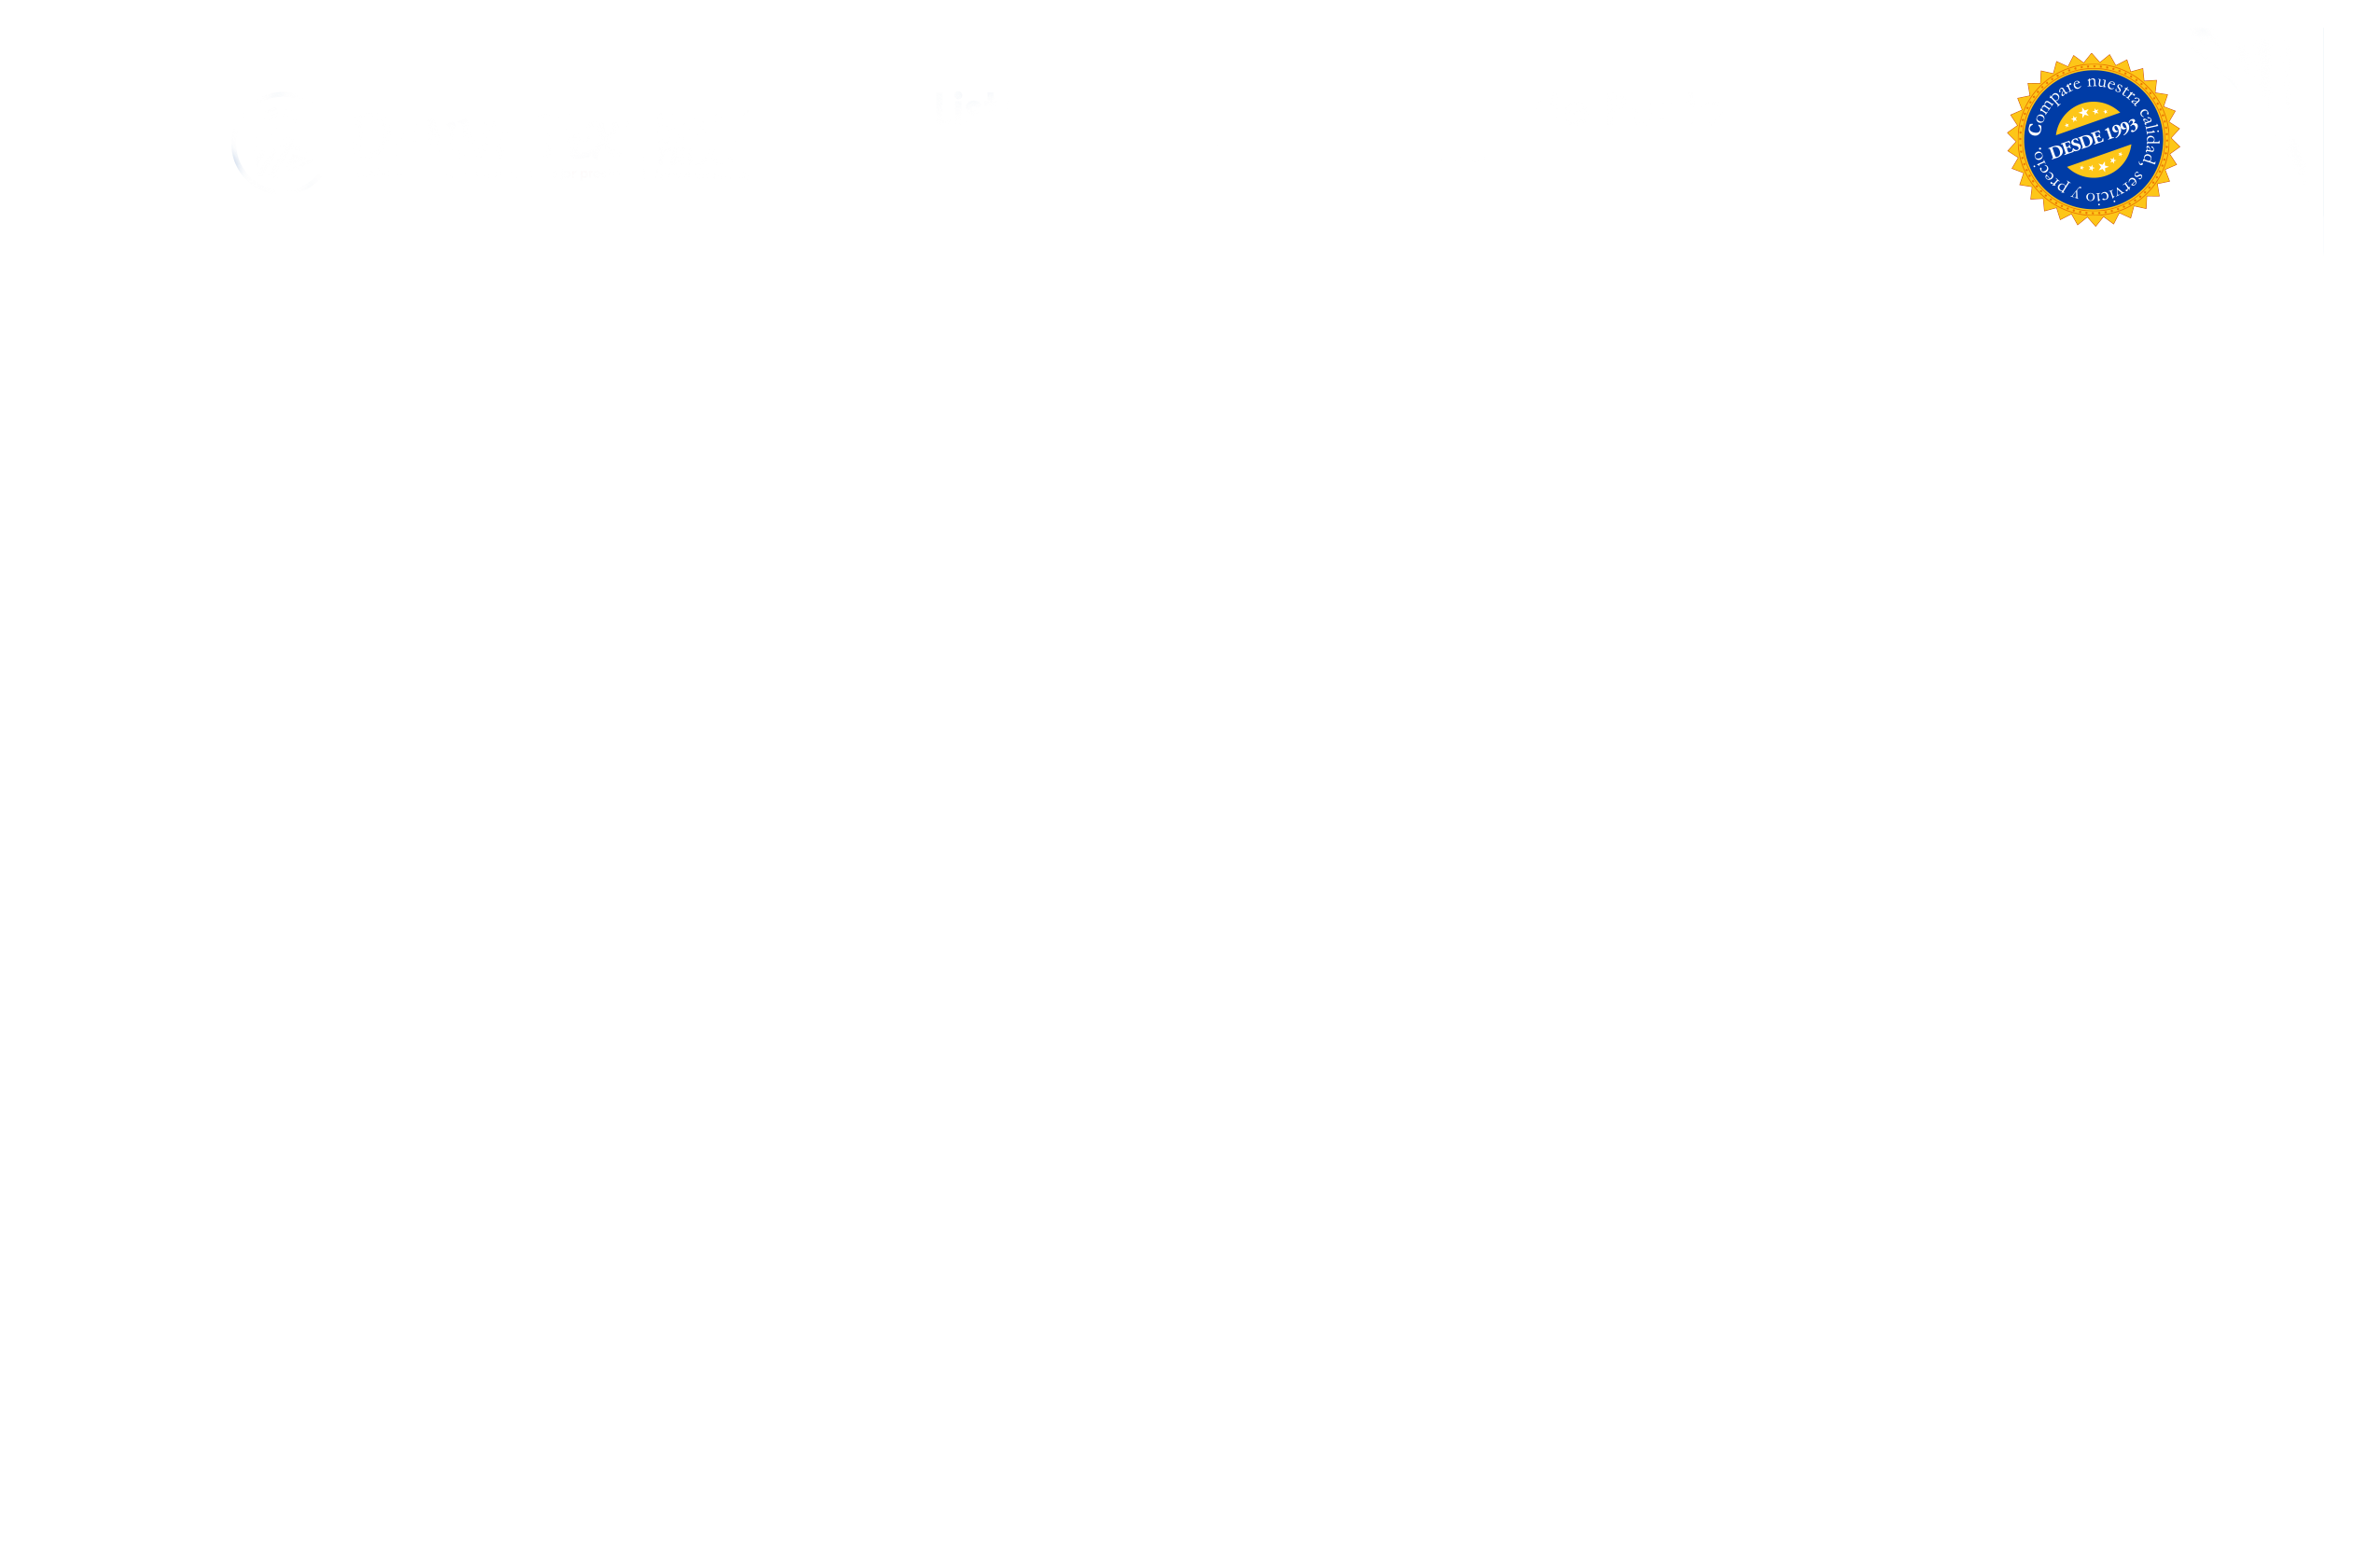 Compare nuestra calidad, servicio y precio.
DESDE 1993